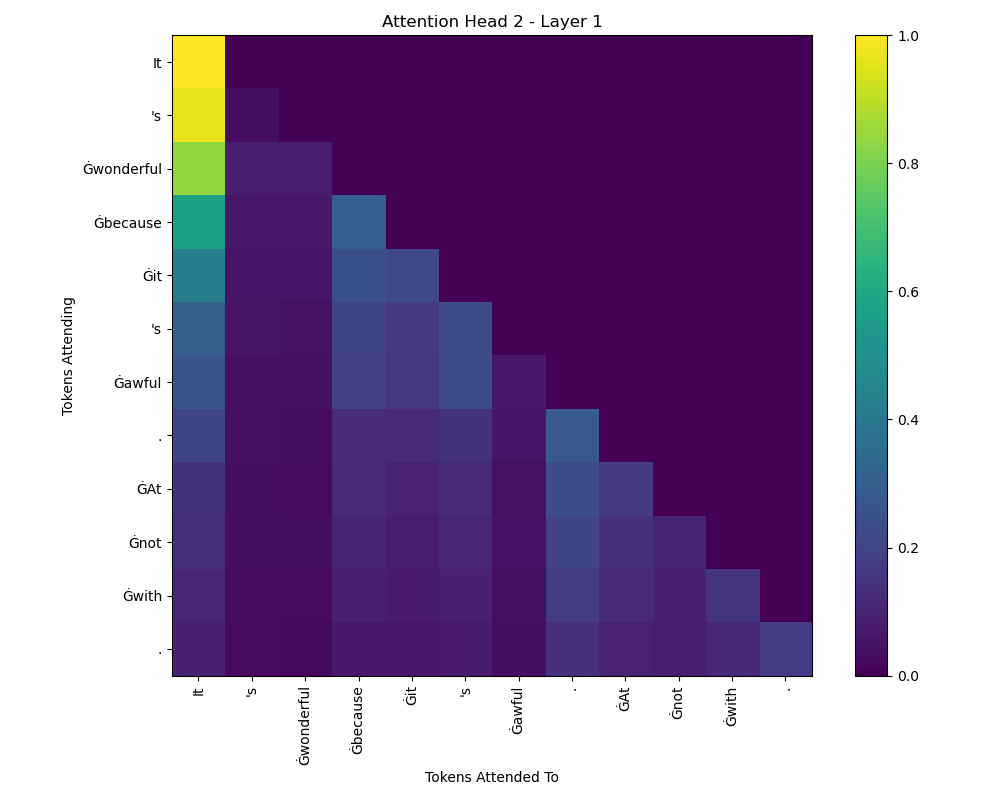 Attention Head 2 - Layer 1
Tokens Attending
It
's
Ġwonderful
Ġbecause
Ġit
's
Ġawful
.
ĠAt
Ġnot
Ġwith
.
It
's
Ġwonderful
Ġbecause
Ġit
's
Ġawful
.
ĠAt
Ġnot
Ġwith
.
Tokens Attended To
1.0
0.8
0.6
0.4
0.2
0.0